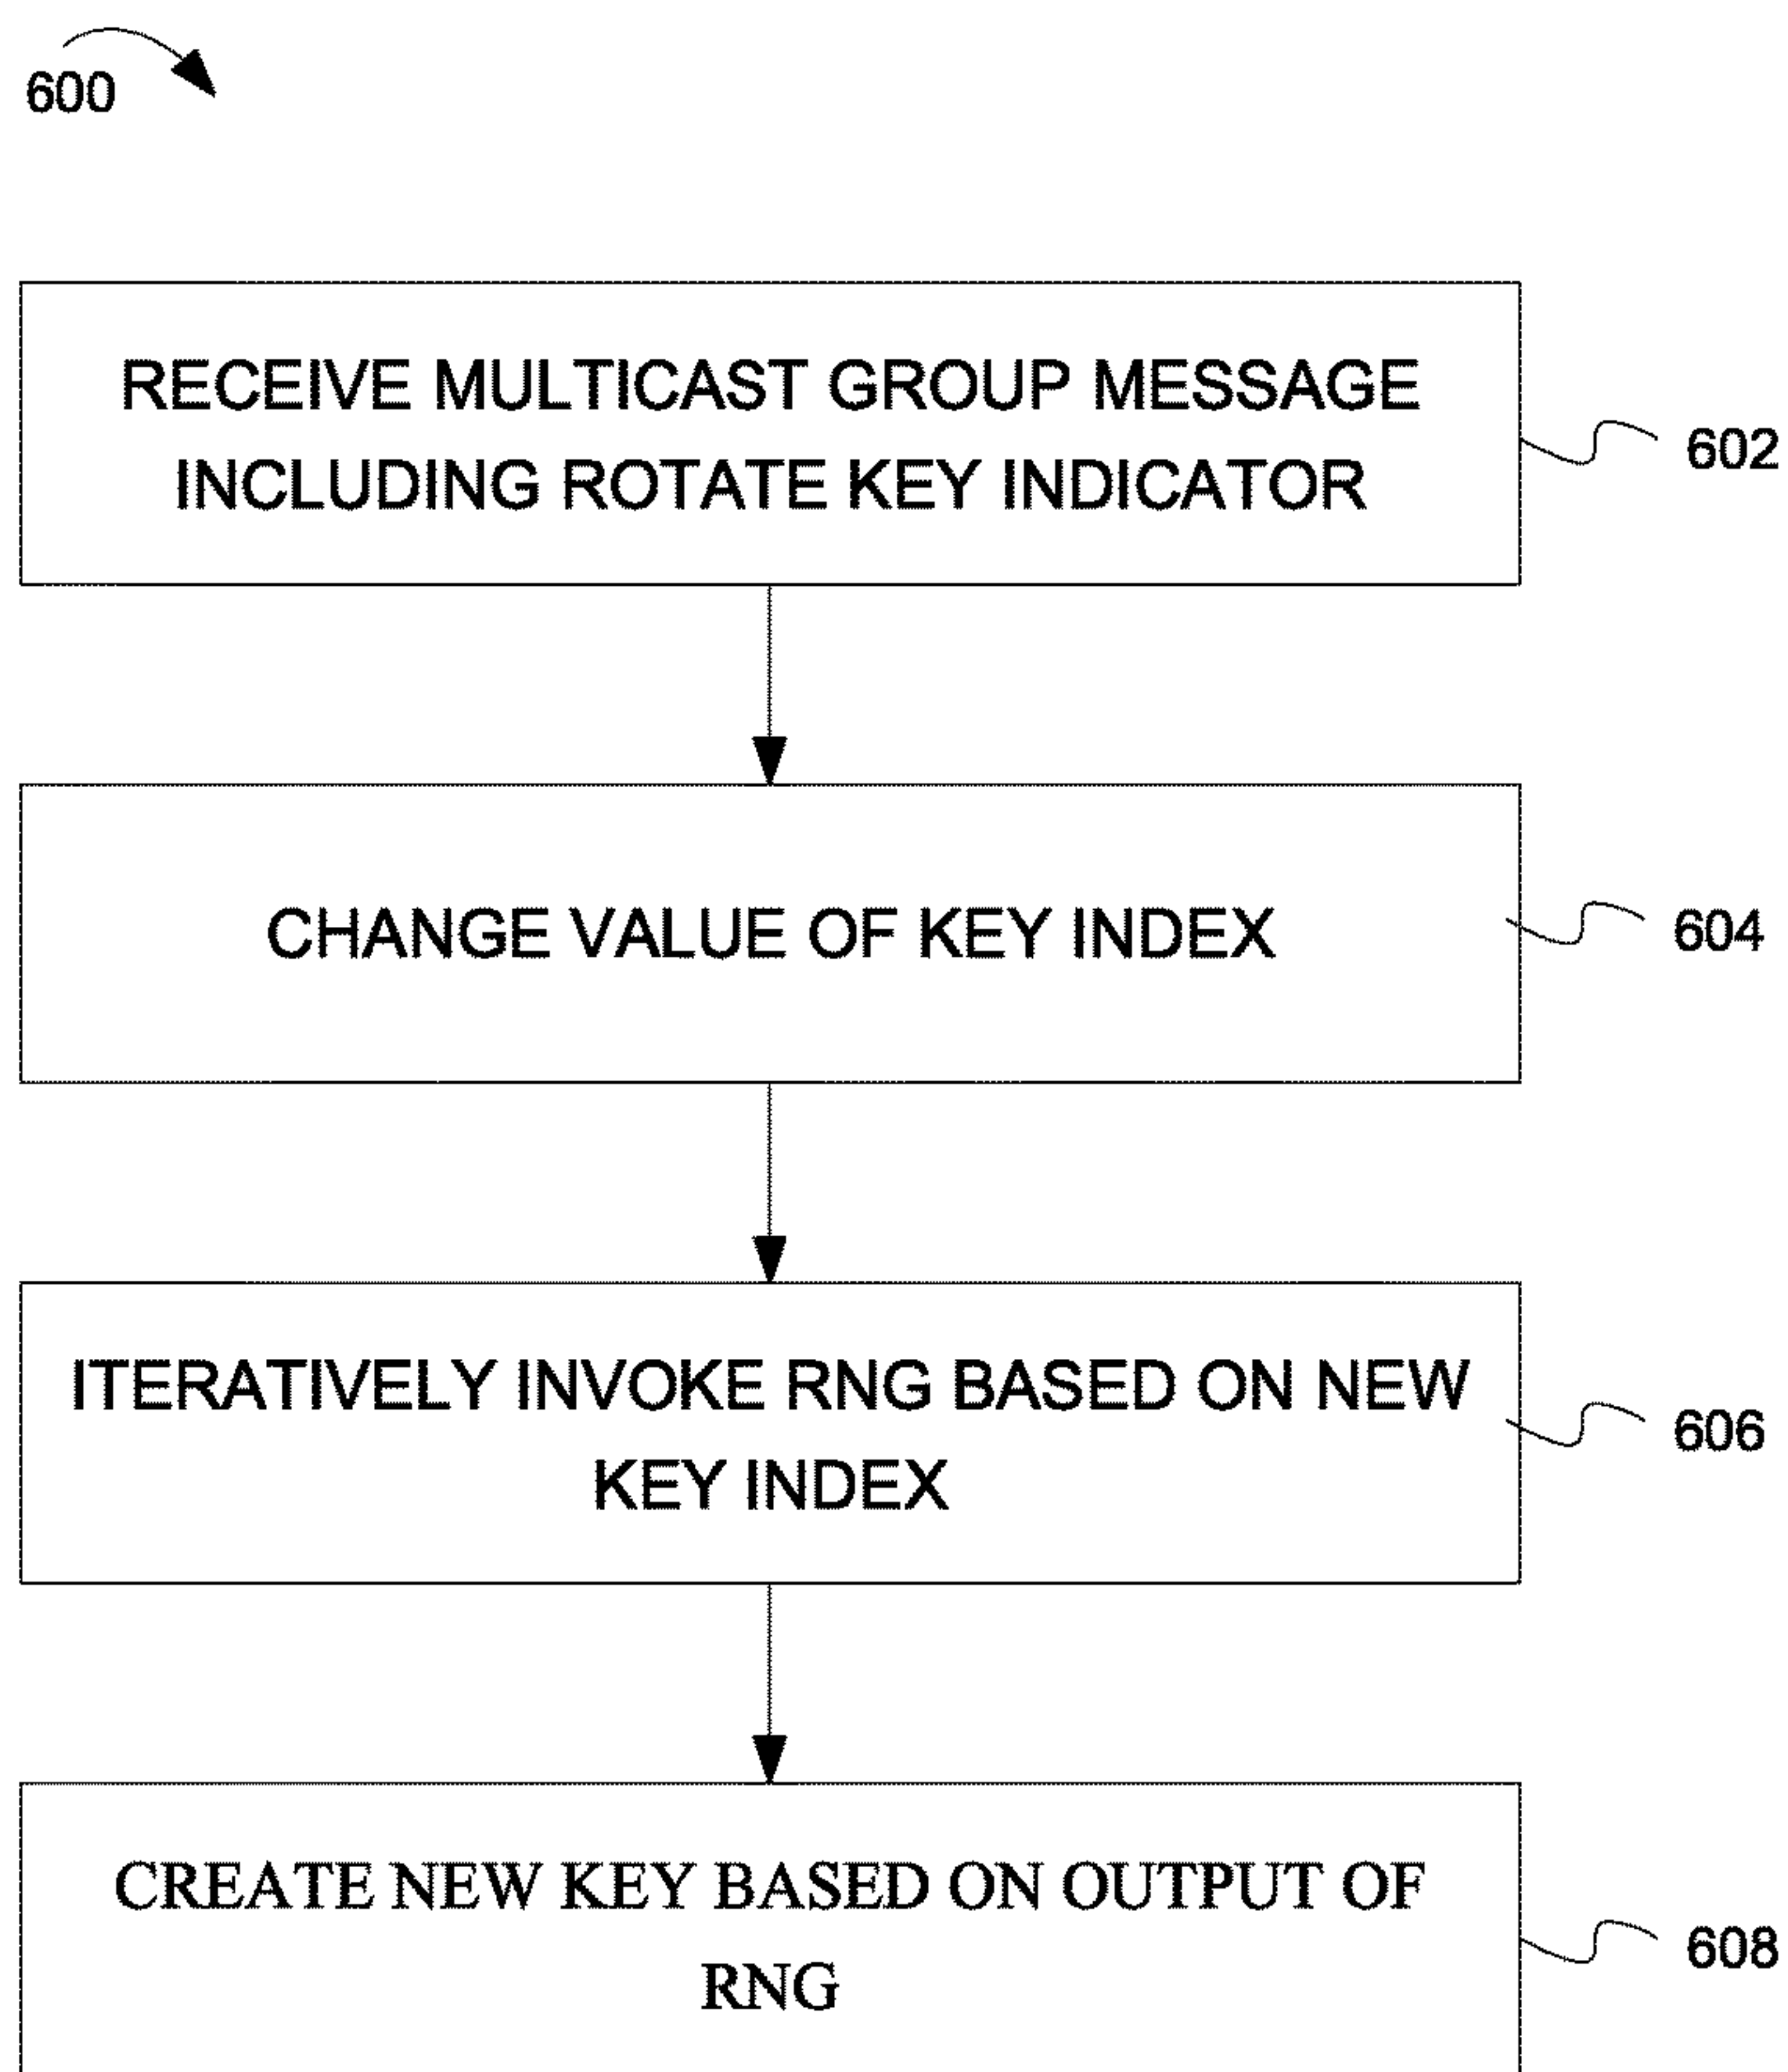 600
RECEIVE MULTICAST GROUP MESSAGE
INCLUDING ROTATE KEY INDICATOR
602
CHANGE VALUE OF KEY INDEX
604
ITERATIVELY INVOKE RNG BASED ON NEW
KEY INDEX
606
CREATE NEW KEY BASED ON OUTPUT OF
RNG
608